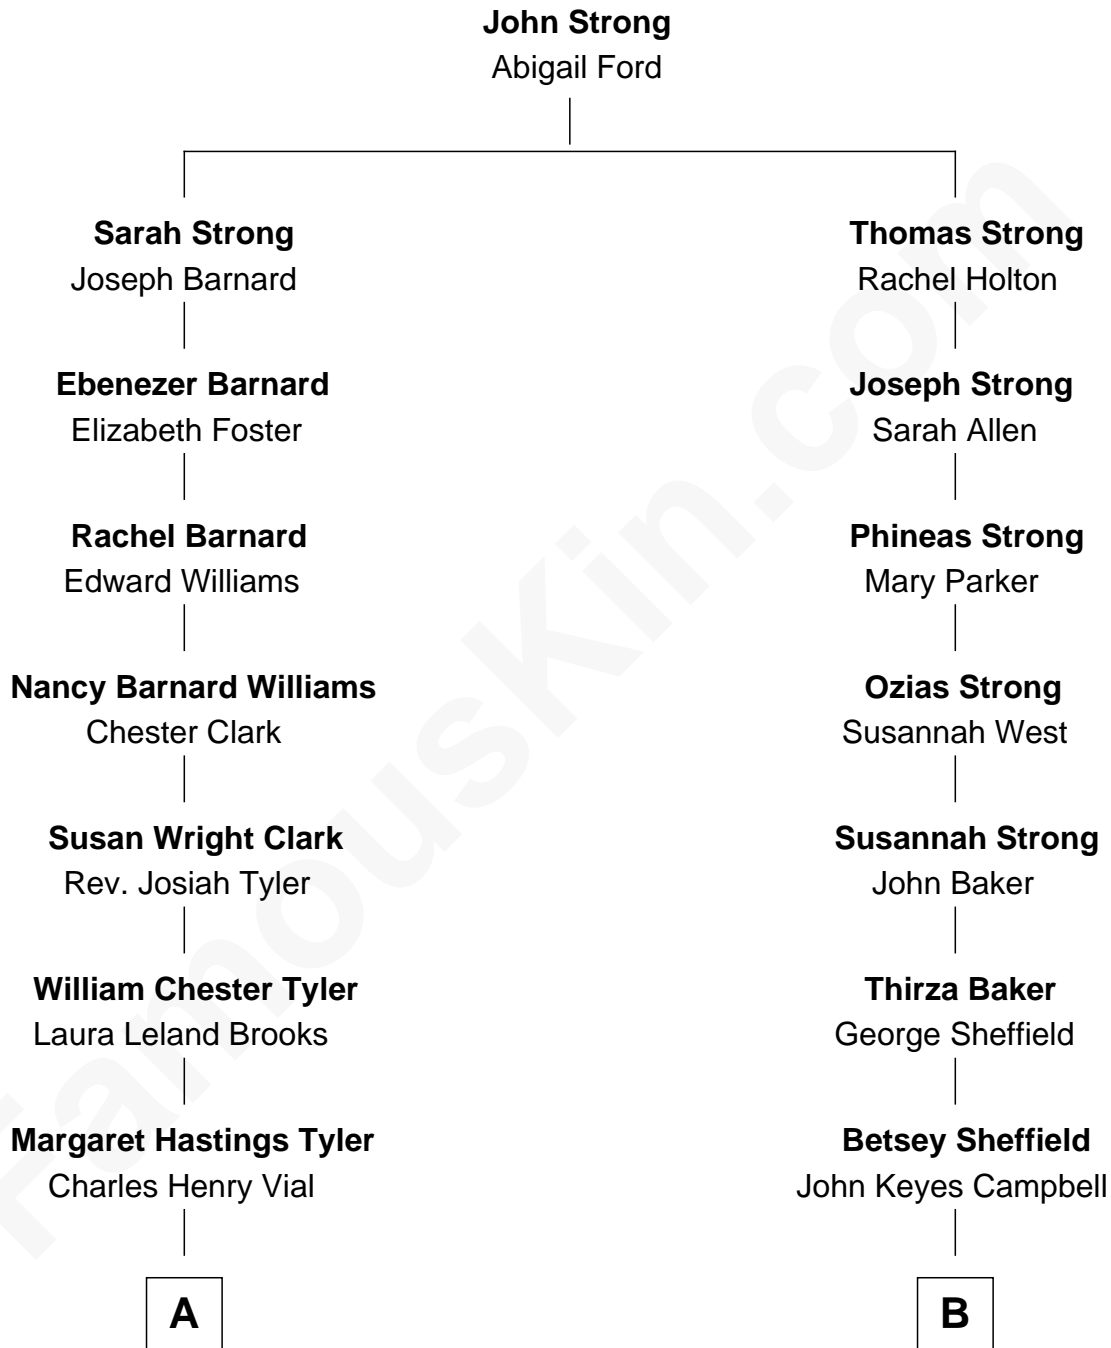 John Strong
Abigail Ford
Sarah Strong
Joseph Barnard
Thomas Strong
Rachel Holton
Ebenezer Barnard
Elizabeth Foster
Joseph Strong
Sarah Allen
Rachel Barnard
Edward Williams
Phineas Strong
Mary Parker
Nancy Barnard Williams
Chester Clark
Ozias Strong
Susannah West
Susan Wright Clark
Rev. Josiah Tyler
Susannah Strong
John Baker
William Chester Tyler
Laura Leland Brooks
Thirza Baker
George Sheffield
Margaret Hastings Tyler
Charles Henry Vial
Betsey Sheffield
John Keyes Campbell
A
B
FamousKin.com